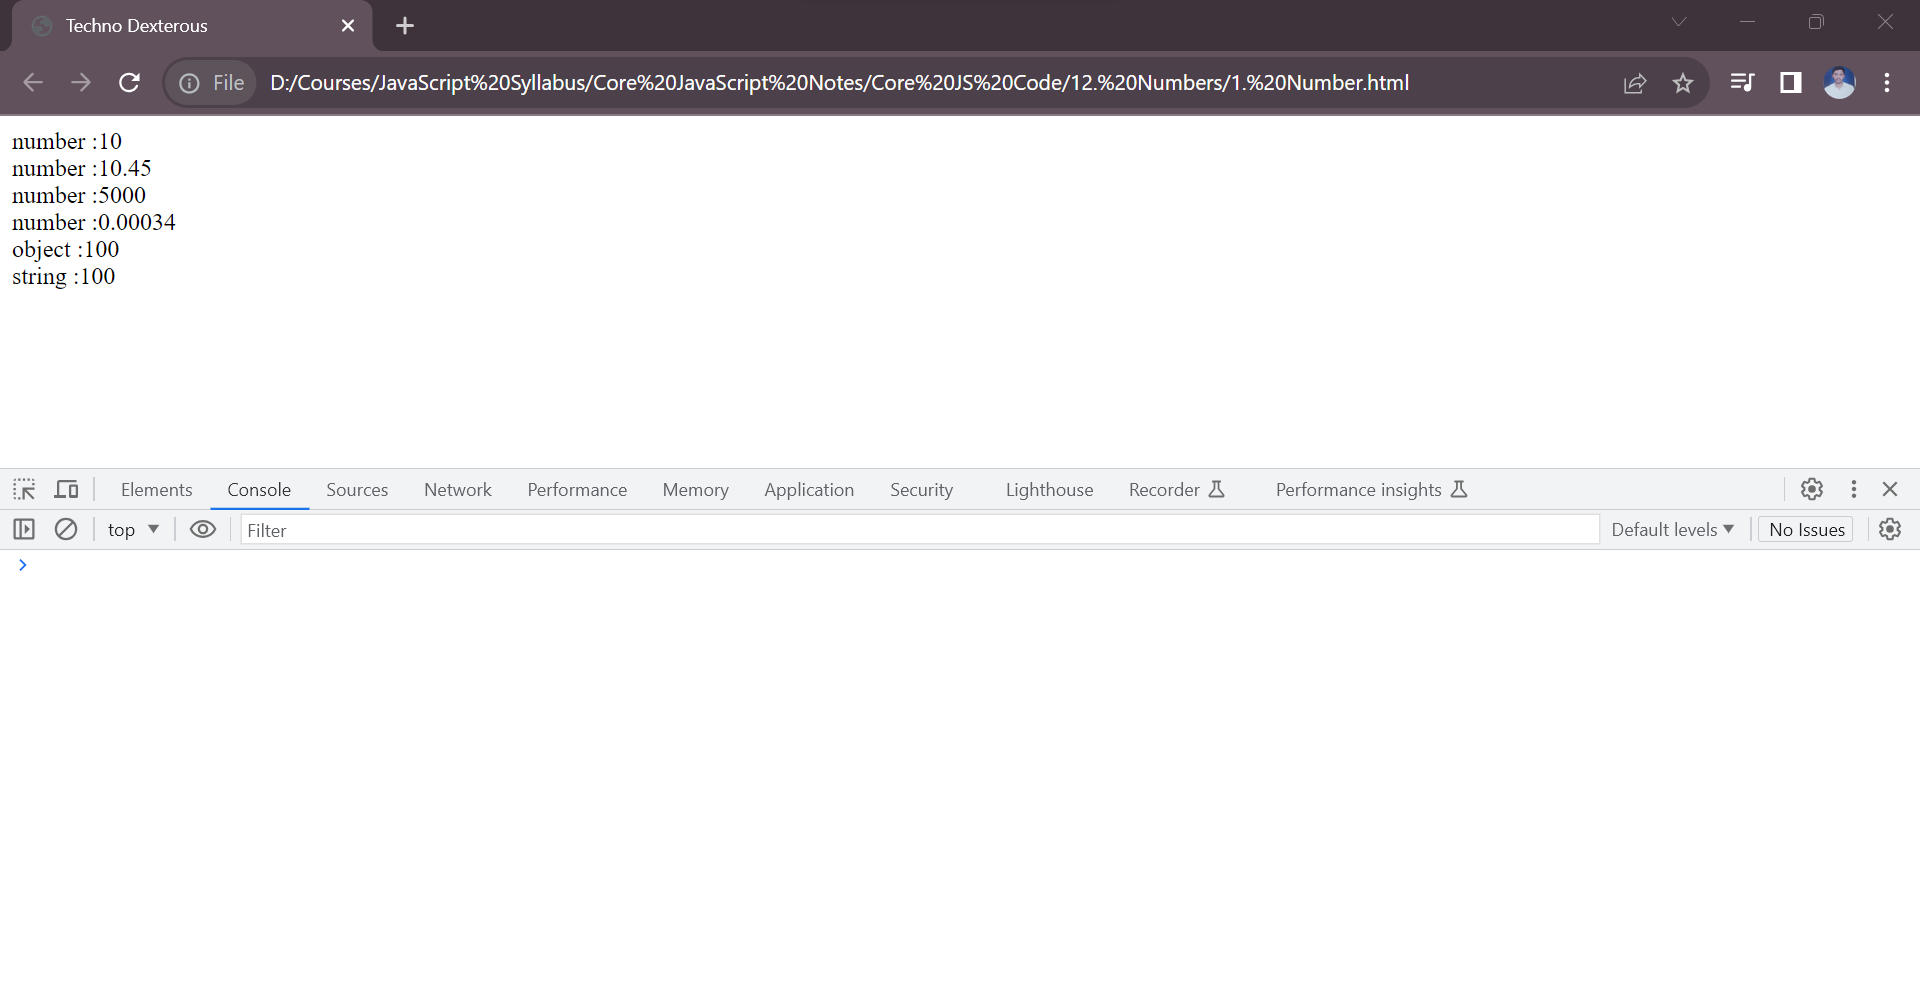 Techno Dexterous
File D:/Courses/JavaScript%20Syllabus/Core%20JavaScript%20Notes/Core%20JS%20Code/12.%20Numbers/1.%20Number.html
number :10
number :10.45
number :5000
number :0.00034
object :100
string :100
Elements Console Sources Network Performance Memory Application Security Lighthouse Recorder Performance insights
top Filter Default levels No Issues